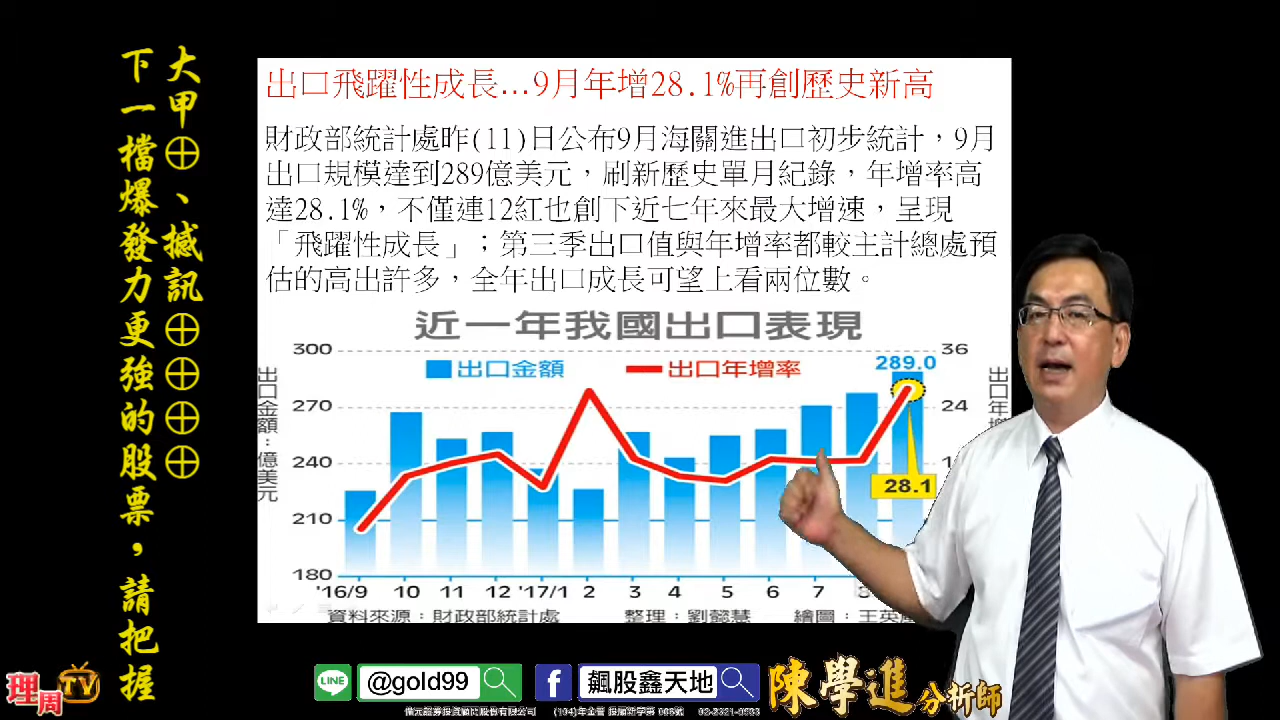 大甲⊕、撼訊⊕⊕⊕⊕
下一檔爆發力更強的股票，請把握
出口飛躍性成長…9月年增28.1%再創歷史新高
財政部統計處昨(11)日公布9月海關進出口初步統計，9月
出口規模達到289億美元，刷新歷史單月紀錄，年增率高
達28.1%，不僅連12紅也創下近七年來最大增速，呈現
「飛躍性成長」；第三季出口值與年增率都較主計總處預
估的高出許多，全年出口成長可望上看兩位數。
近一年我國出口表現
出口金額
出口年增率
出口金額：億美元
出口年增
300
270
240
210
180
36
24
289.0
28.1
'16/9 10 11 12 '17/1 2 3 4 5 6 7 8
資料來源：財政部統計處 整理：劉懿慧 繪圖：王英
理周TV
LINE @gold99
f 飆股鑫天地
陳學進分析師